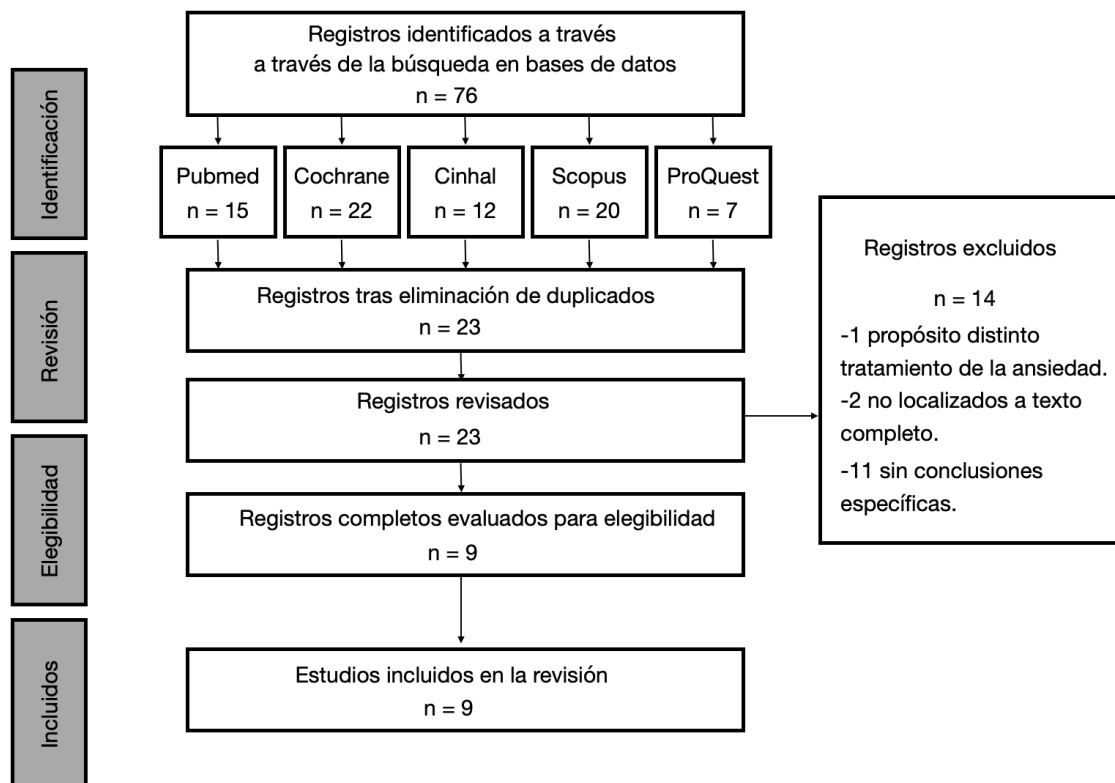 Registros identificados a través
a través de la búsqueda en bases de datos
n = 76
Identificación
Pubmed
n = 15
Cochrane
n = 22
Cinhal
n = 12
Scopus
n = 20
ProQuest
n = 7
Revisión
Registros tras eliminación de duplicados
n = 23
Registros revisados
n = 23
Registros excluidos
n = 14
-1 propósito distinto
tratamiento de la ansiedad.
-2 no localizados a texto
completo.
-11 sin conclusiones
específicas.
Elegibilidad
Registros completos evaluados para elegibilidad
n = 9
Incluidos
Estudios incluidos en la revisión
n = 9